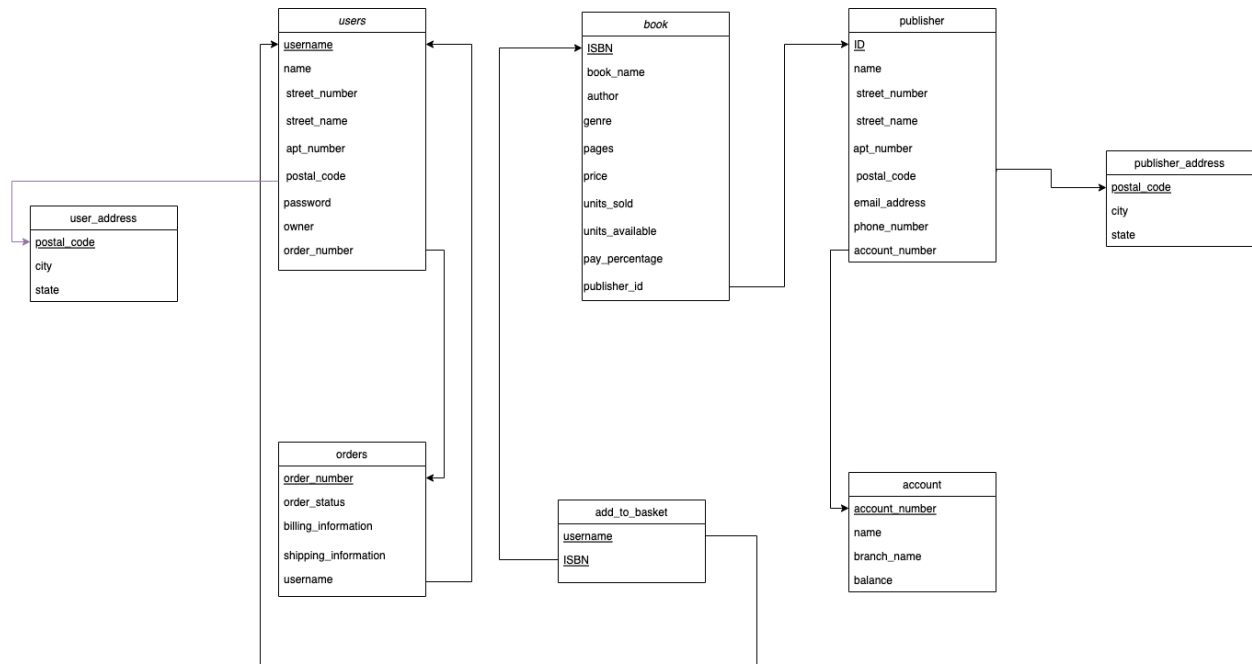 users
username
name
street_number
street_name
apt_number
postal_code
password
owner
order_number
book
ISBN
book_name
author
genre
pages
price
units_sold
units_available
pay_percentage
publisher_id
publisher
ID
name
street_number
street_name
apt_number
postal_code
email_address
phone_number
account_number
publisher_address
postal_code
city
state
user_address
postal_code
city
state
orders
order_number
order_status
billing_information
shipping_information
username
add_to_basket
username
ISBN
account
account_number
name
branch_name
balance